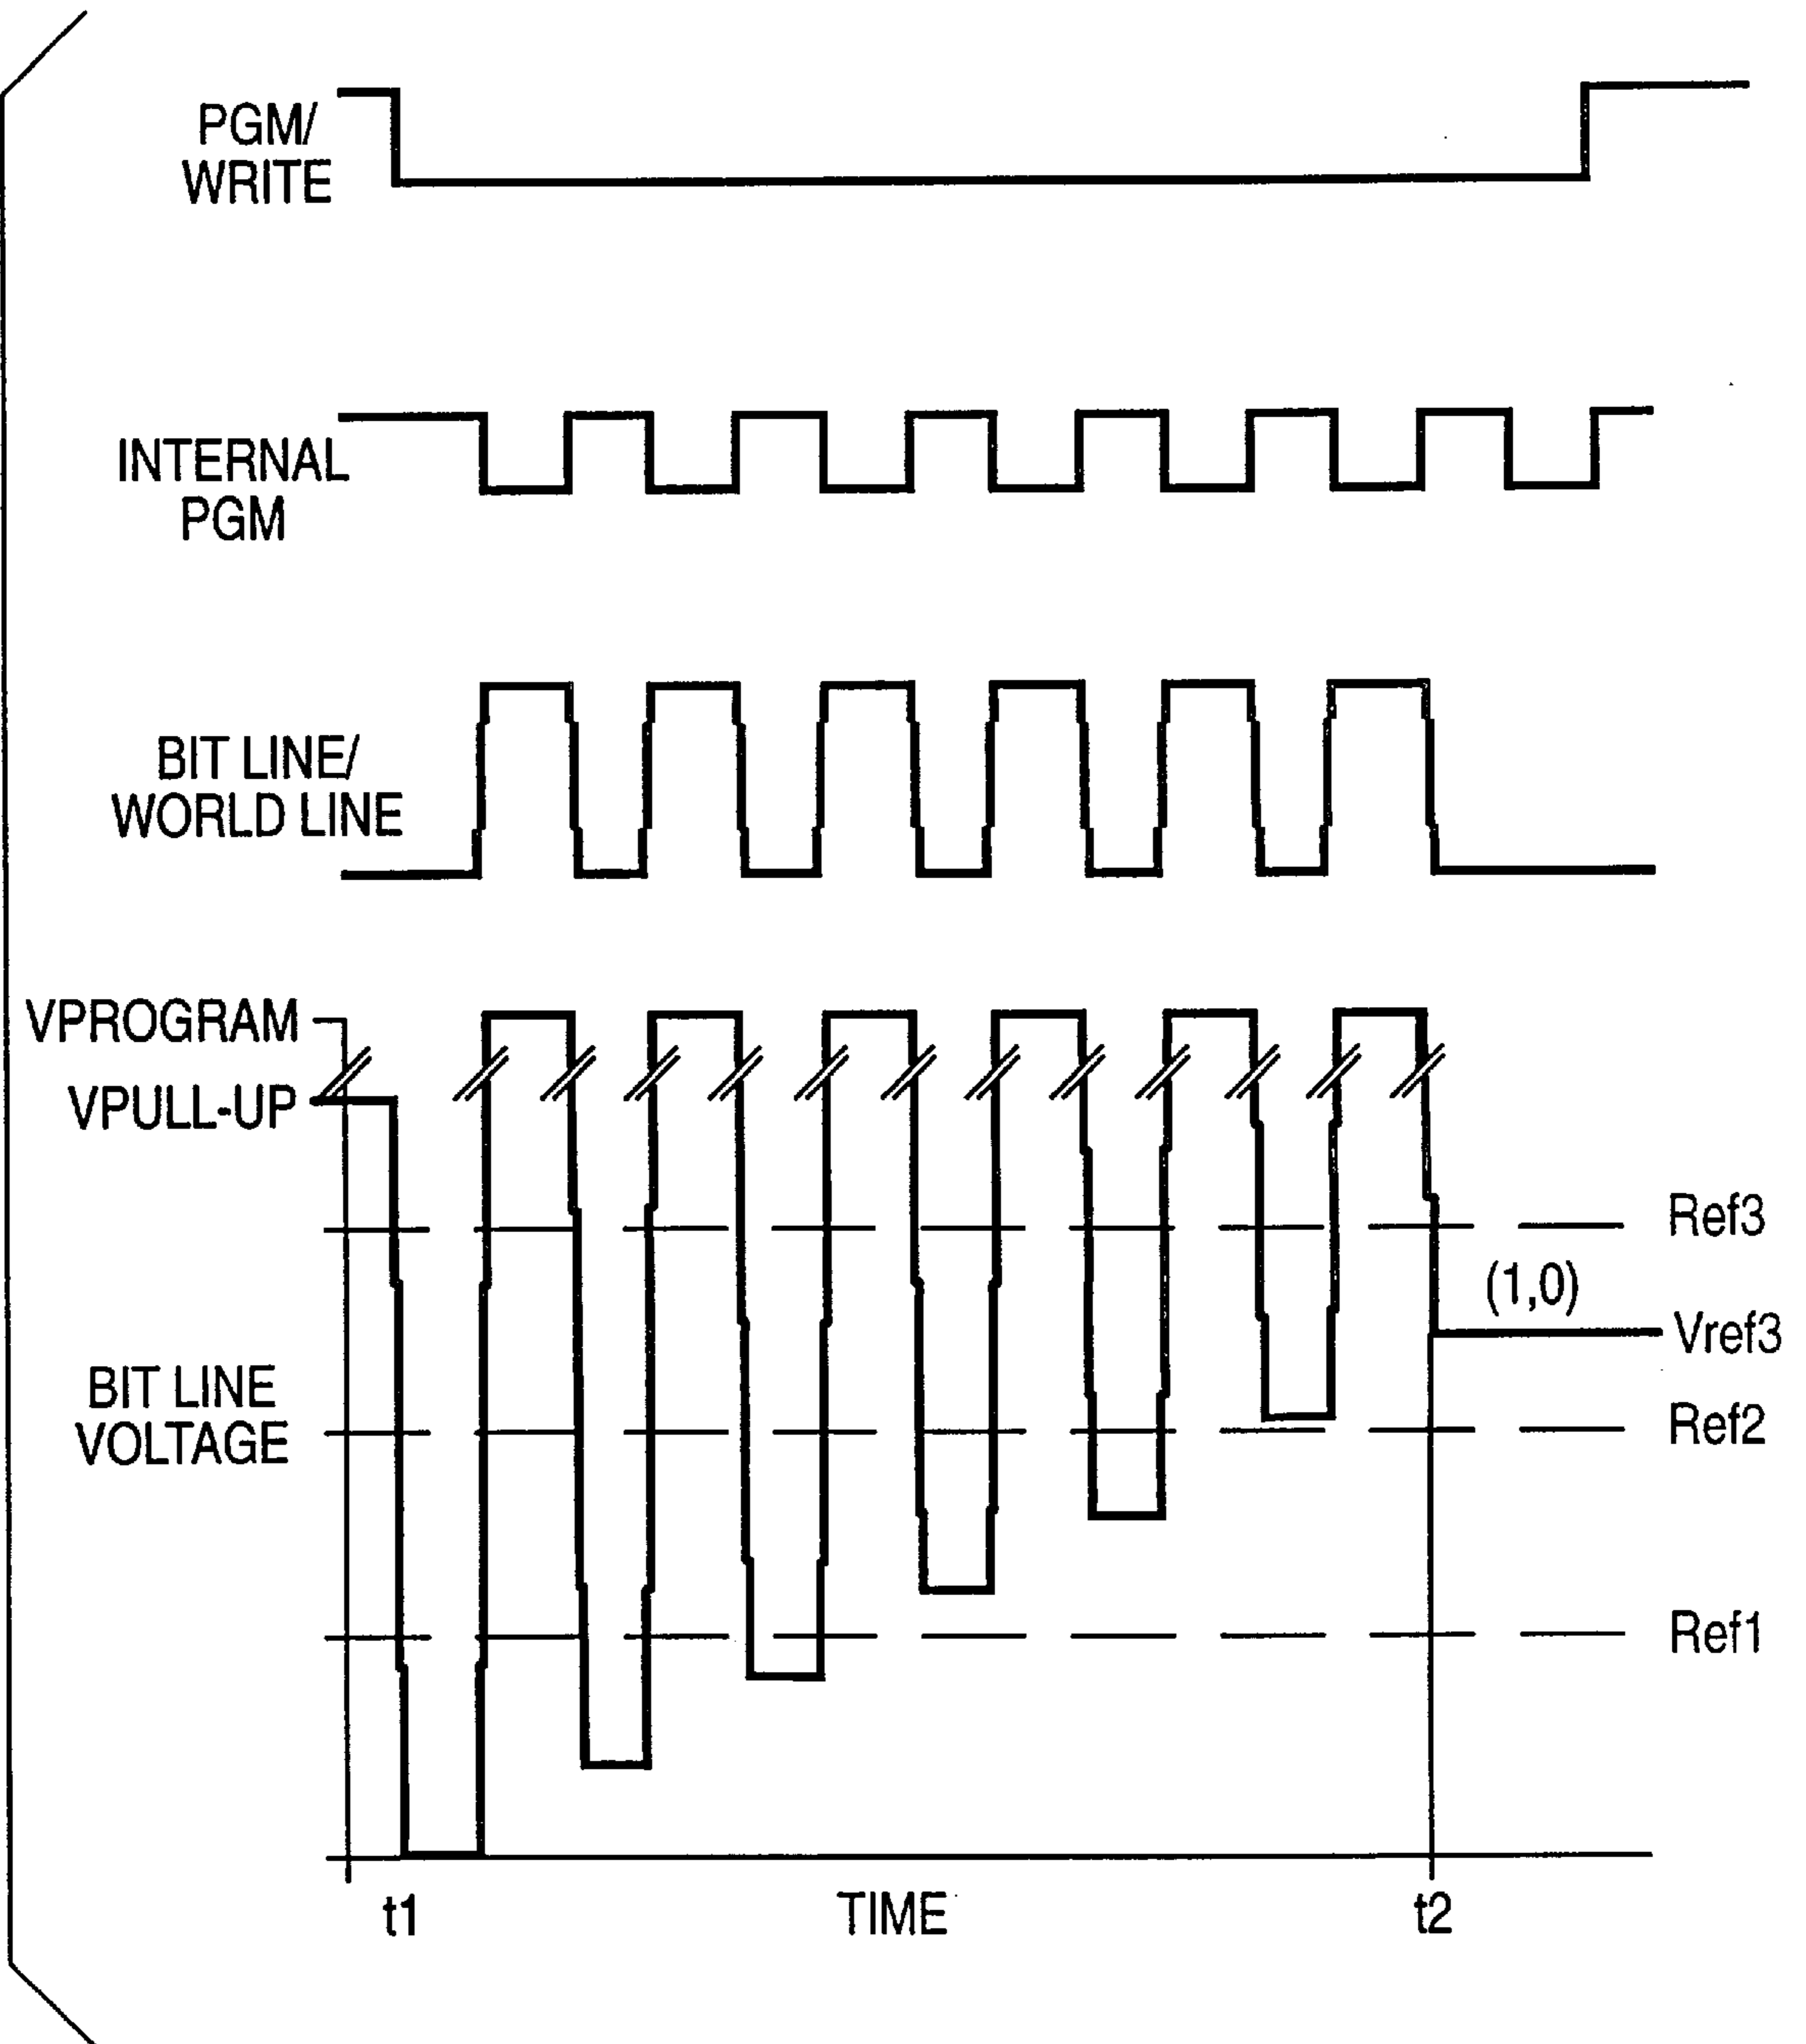 PGM/
WRITE
INTERNAL
PGM
BIT LINE/
WORLD LINE
VPROGRAM
VPULL-UP
Ref3
(1,0)
Vref3
BIT LINE
VOLTAGE
Ref2
Ref1
t1
TIME
t2